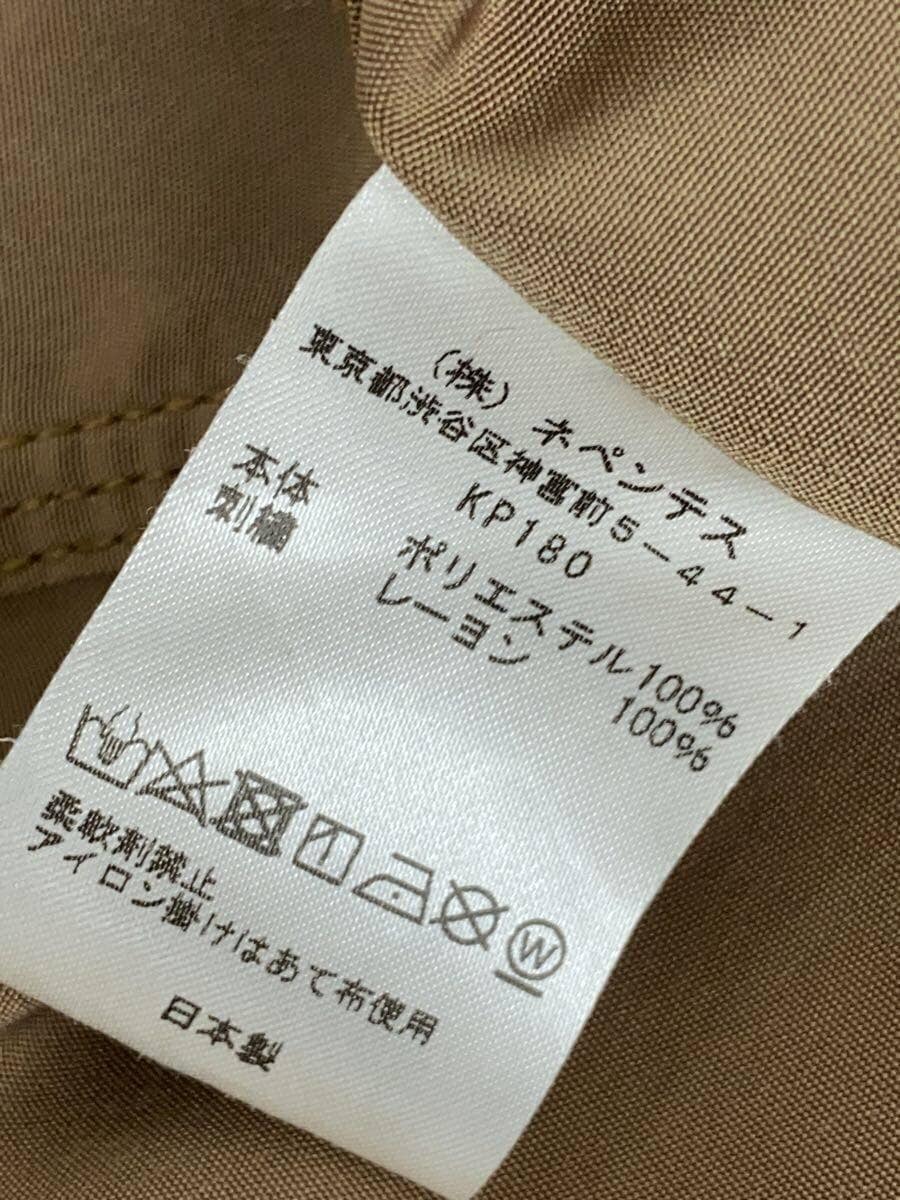 (株) ネペンテス
東京都渋谷区神宮前5-44-1
KP180
本体 ポリエステル100%
刺繍 レーヨン 100%
W
柔軟剤禁止
アイロン掛けはあて布使用
日本製